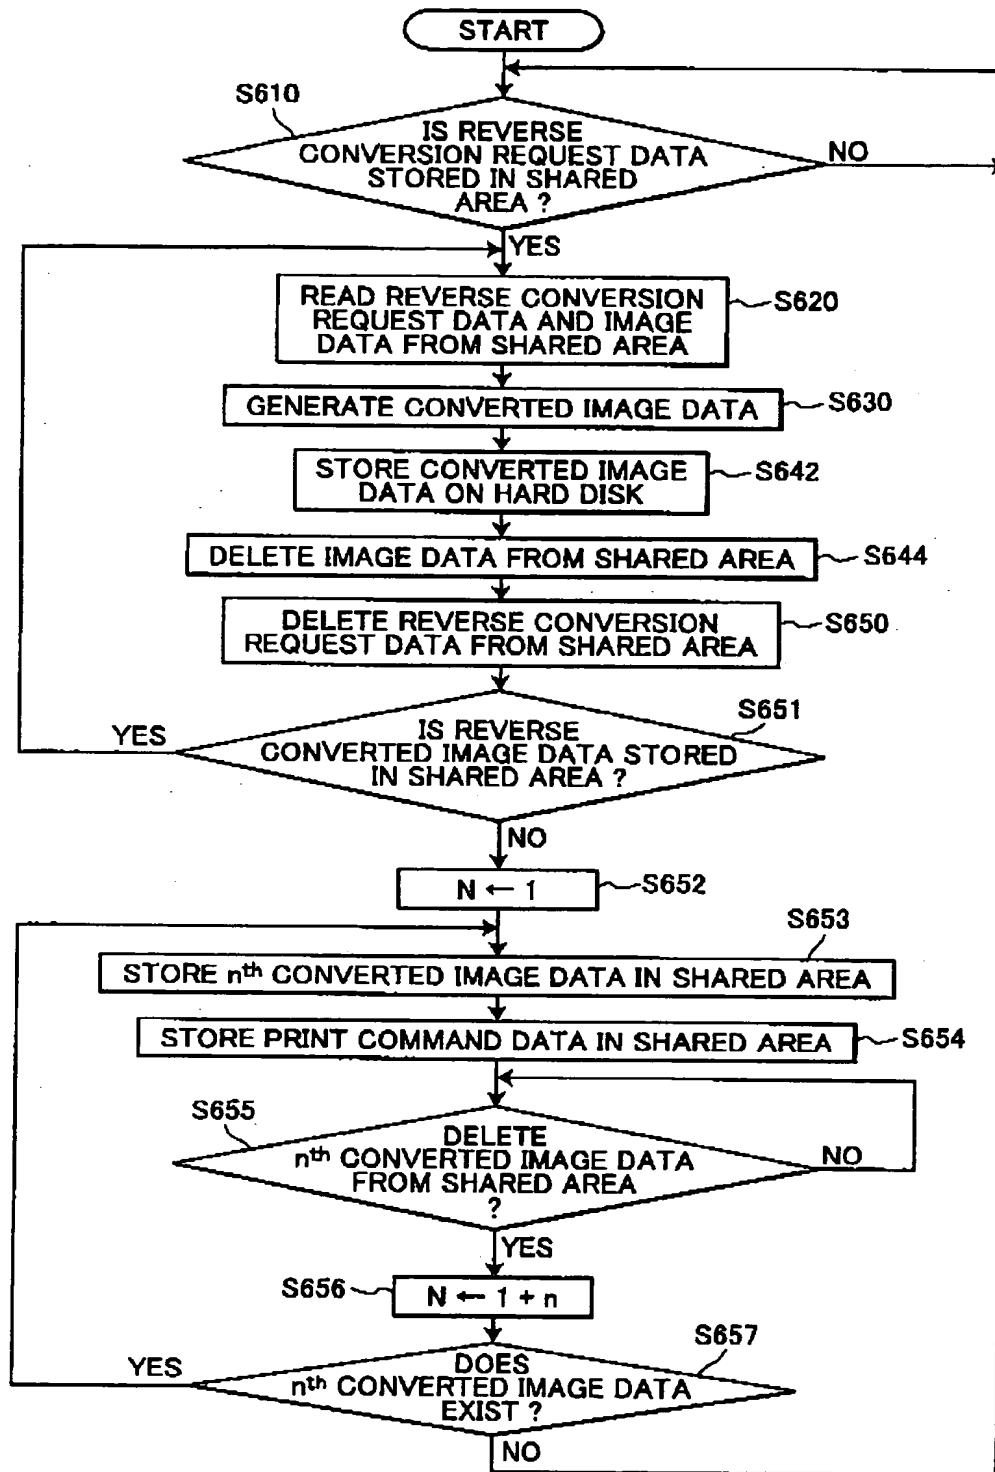 START
S610
IS REVERSE
CONVERSION REQUEST DATA
STORED IN SHARED
AREA ?
NO
YES
READ REVERSE CONVERSION
REQUEST DATA AND IMAGE
DATA FROM SHARED AREA
S620
GENERATE CONVERTED IMAGE DATA
S630
STORE CONVERTED IMAGE
DATA ON HARD DISK
S642
DELETE IMAGE DATA FROM SHARED AREA
S644
DELETE REVERSE CONVERSION
REQUEST DATA FROM SHARED AREA
S650
S651
YES
IS REVERSE
CONVERTED IMAGE DATA STORED
IN SHARED AREA ?
NO
N ← 1
S652
S653
STORE nth CONVERTED IMAGE DATA IN SHARED AREA
STORE PRINT COMMAND DATA IN SHARED AREA
S654
S655
DELETE
nth CONVERTED IMAGE DATA
FROM SHARED AREA
?
NO
YES
S656
N ← 1 + n
S657
YES
DOES
nth CONVERTED IMAGE DATA
EXIST ?
NO